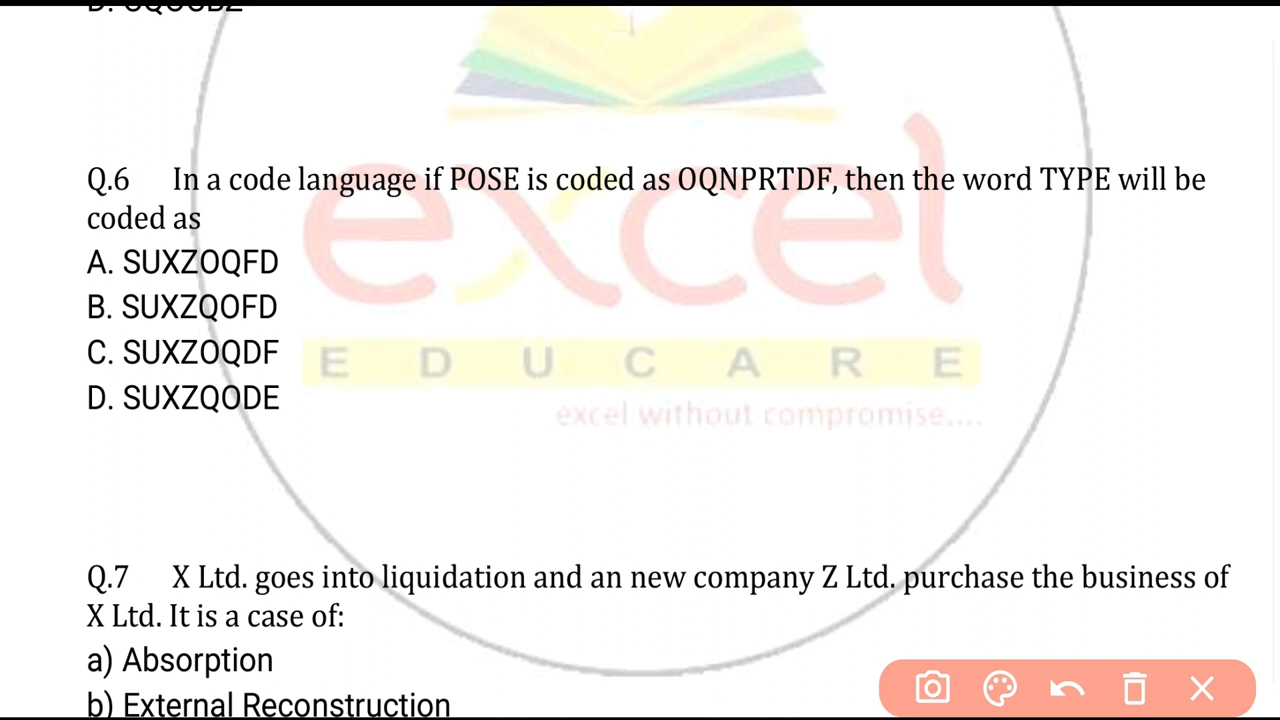 Q.6 In a code language if POSE is coded as OQNPRTDF, then the word TYPE will be
coded as
A. SUXZOQFD
B. SUXZQOFD
C. SUXZOQDF
D. SUXZQODE
excel
EDUCARE
excel without compromise....
Q.7 X Ltd. goes into liquidation and an new company Z Ltd. purchase the business of
X Ltd. It is a case of:
a) Absorption
b) External Reconstruction